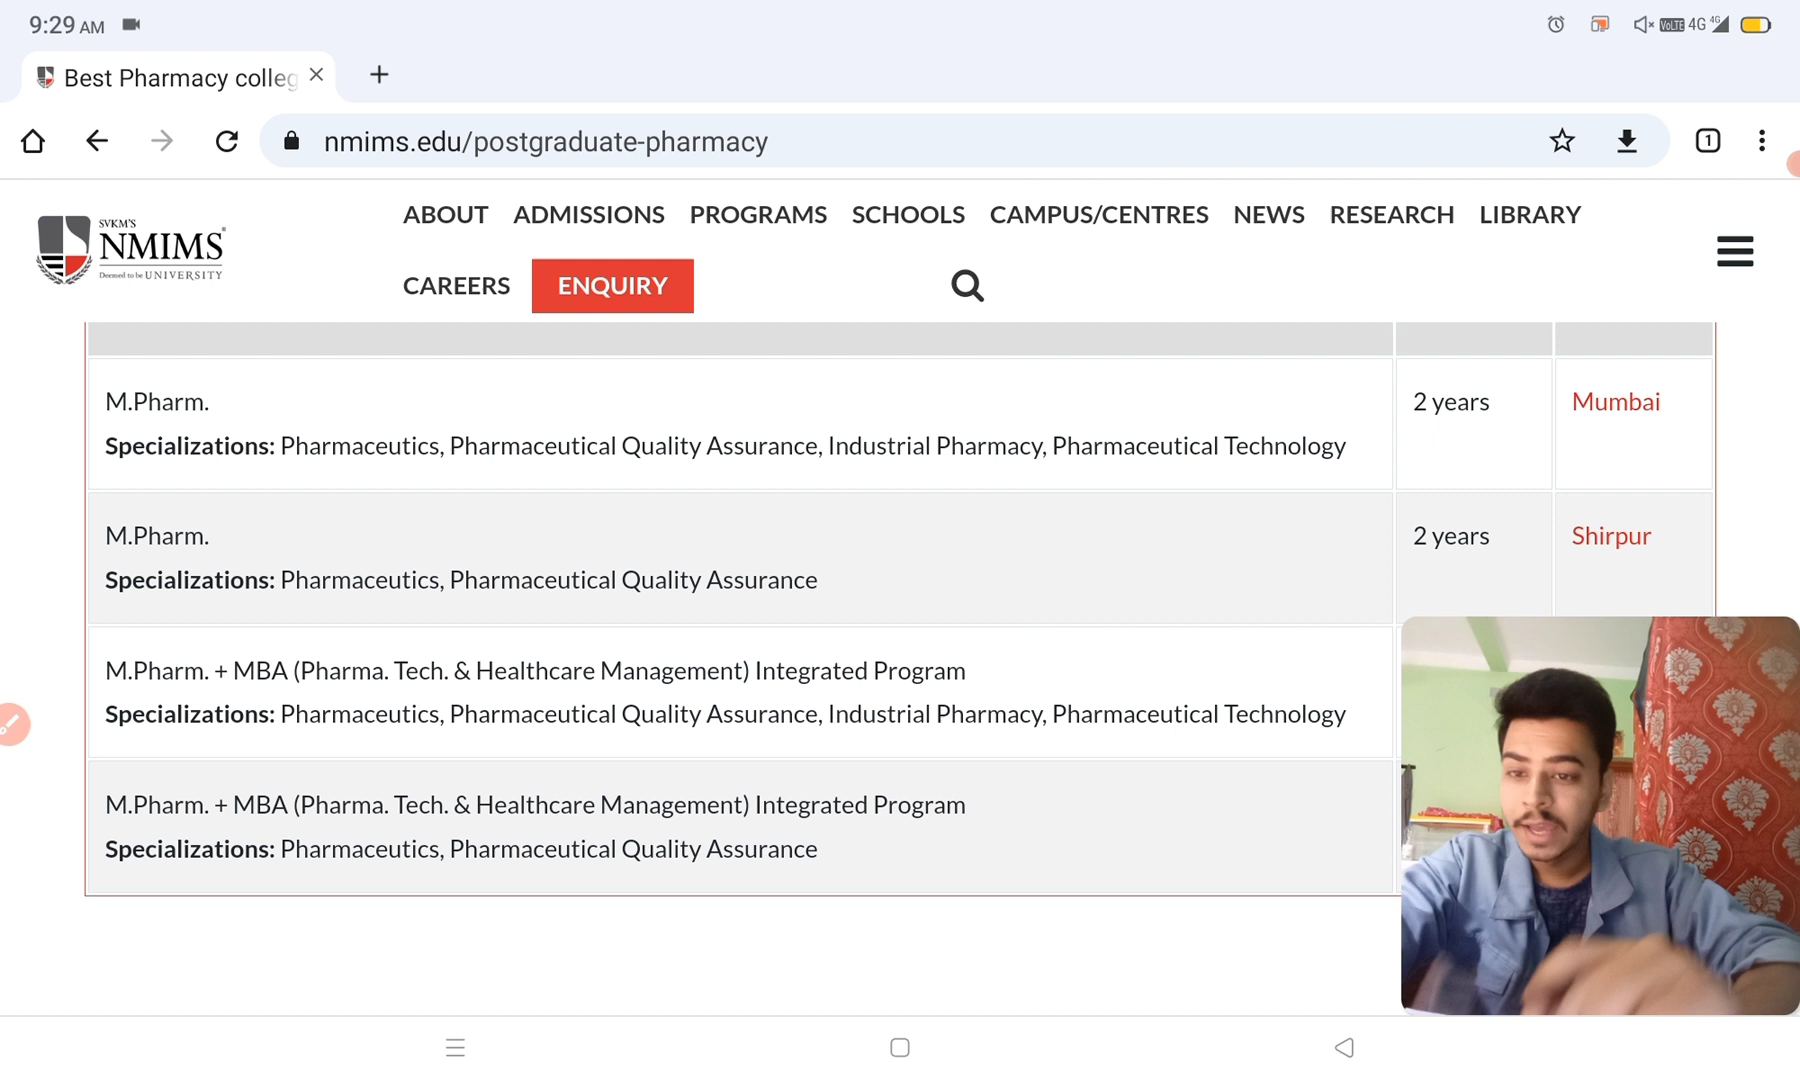 9:29 AM
VoLTE 4G 4G
Best Pharmacy colleg
nmims.edu/postgraduate-pharmacy
1
SVKM'S
NMIMS
Deemed to be UNIVERSITY
ABOUT ADMISSIONS PROGRAMS SCHOOLS CAMPUS/CENTRES NEWS RESEARCH LIBRARY
CAREERS ENQUIRY
M.Pharm. 2 years Mumbai
Specializations: Pharmaceutics, Pharmaceutical Quality Assurance, Industrial Pharmacy, Pharmaceutical Technology
M.Pharm. 2 years Shirpur
Specializations: Pharmaceutics, Pharmaceutical Quality Assurance
M.Pharm. + MBA (Pharma. Tech. & Healthcare Management) Integrated Program
Specializations: Pharmaceutics, Pharmaceutical Quality Assurance, Industrial Pharmacy, Pharmaceutical Technology
M.Pharm. + MBA (Pharma. Tech. & Healthcare Management) Integrated Program
Specializations: Pharmaceutics, Pharmaceutical Quality Assurance